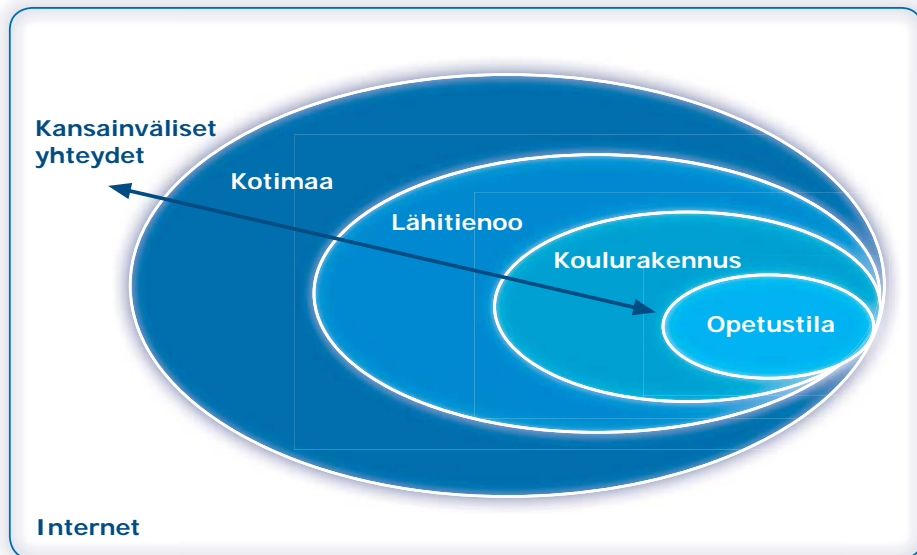 Kansainväliset
yhteydet
Kotimaa
Lähitienoo
Koulurakennus
Opetustila
Internet